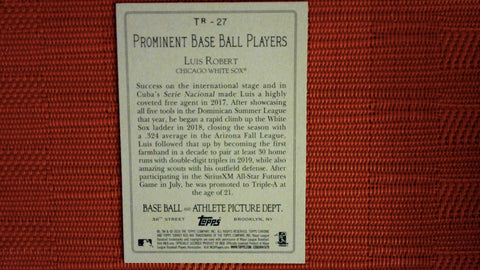 TR - 27
PROMINENT BASE BALL PLAYERS
LUIS ROBERT
CHICAGO WHITE SOX®
Success on the international stage and in
Cuba's Serie Nacional made Luis a highly
coveted free agent in 2017. After showcasing
all five tools in the Dominican Summer League
that year, he began a rapid climb up the White
Sox ladder in 2018, closing the season with
a .324 average in the Arizona Fall League.
Luis followed that up by becoming the first
farmhand in a decade to pair at least 30 home
runs with double-digit triples in 2019, while also
amazing scouts with his outfield defense. After
participating in the SiriusXM All-Star Futures
Game in July, he was promoted to Triple-A at
the age of 21.
BASE BALL AND ATHLETE PICTURE DEPT.
36TH STREET Topps BROOKLYN, NY